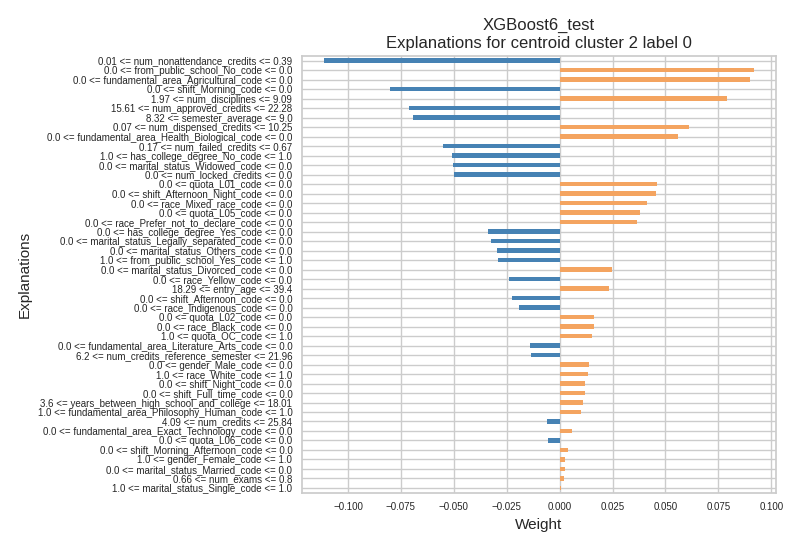 XGBoost6_test
Explanations for centroid cluster 2 label 0
0.01 <= num_nonattendance_credits <= 0.39
0.0 <= from_public_school_No_code <= 0.0
0.0 <= fundamental_area_Agricultural_code <= 0.0
0.0 <= shift_Morning_code <= 0.0
1.97 <= num_disciplines <= 9.09
15.61 <= num_approved_credits <= 22.28
8.32 <= semester_average <= 9.0
0.07 <= num_dispensed_credits <= 10.25
0.0 <= fundamental_area_Health_Biological_code <= 0.0
0.17 <= num_failed_credits <= 0.67
1.0 <= has_college_degree_No_code <= 1.0
0.0 <= marital_status_Widowed_code <= 0.0
0.0 <= num_locked_credits <= 0.0
0.0 <= quota_L01_code <= 0.0
0.0 <= shift_Afternoon_Night_code <= 0.0
0.0 <= race_Mixed_race_code <= 0.0
0.0 <= quota_L05_code <= 0.0
0.0 <= race_Prefer_not_to_declare_code <= 0.0
0.0 <= has_college_degree_Yes_code <= 0.0
0.0 <= marital_status_Legally_separated_code <= 0.0
0.0 <= marital_status_Others_code <= 0.0
1.0 <= from_public_school_Yes_code <= 1.0
0.0 <= marital_status_Divorced_code <= 0.0
0.0 <= race_Yellow_code <= 0.0
18.29 <= entry_age <= 39.4
0.0 <= shift_Afternoon_code <= 0.0
0.0 <= race_Indigenous_code <= 0.0
0.0 <= quota_L02_code <= 0.0
0.0 <= race_Black_code <= 0.0
1.0 <= quota_OC_code <= 1.0
0.0 <= fundamental_area_Literature_Arts_code <= 0.0
6.2 <= num_credits_reference_semester <= 21.96
0.0 <= gender_Male_code <= 0.0
1.0 <= race_White_code <= 1.0
0.0 <= shift_Night_code <= 0.0
0.0 <= shift_Full_time_code <= 0.0
3.6 <= years_between_high_school_and_college <= 18.01
1.0 <= fundamental_area_Philosophy_Human_code <= 1.0
4.09 <= num_credits <= 25.84
0.0 <= fundamental_area_Exact_Technology_code <= 0.0
0.0 <= quota_L06_code <= 0.0
0.0 <= shift_Morning_Afternoon_code <= 0.0
1.0 <= gender_Female_code <= 1.0
0.0 <= marital_status_Married_code <= 0.0
0.66 <= num_exams <= 0.8
1.0 <= marital_status_Single_code <= 1.0
Explanations
−0.100 −0.075 −0.050 −0.025 0.000 0.025 0.050 0.075 0.100
Weight